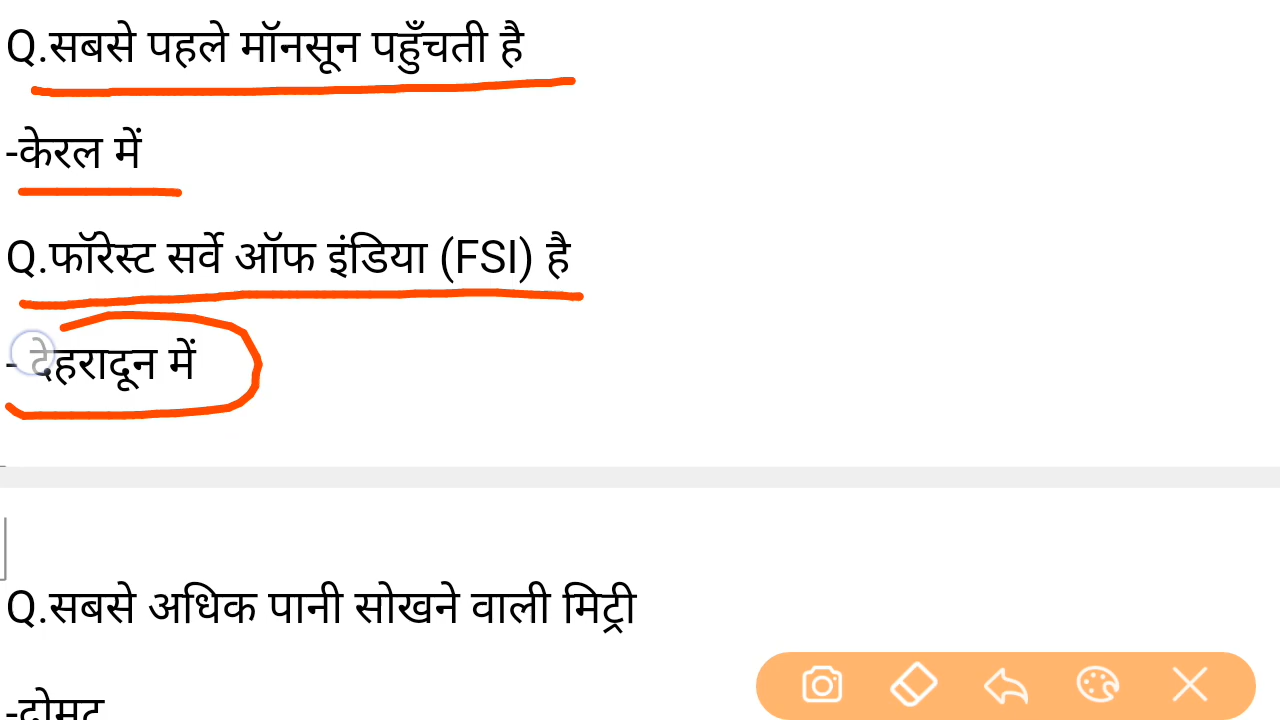 Q.सबसे पहले मॉनसून पहुँचती है
-केरल में
Q.फॉरेस्ट सर्वे ऑफ इंडिया (FSI) है
- देहरादून में
Q.सबसे अधिक पानी सोखने वाली मिट्री